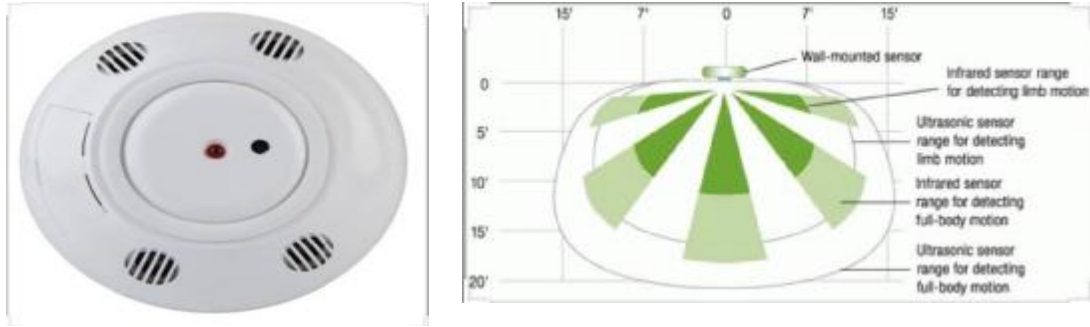 15' 7' 0 7' 15'
Wall-mounted sensor
0
Infrared sensor range
for detecting limb motion
5'
Ultrasonic sensor
range for detecting
limb motion
10'
Infrared sensor
range for detecting
full-body motion
15'
Ultrasonic sensor
range for detecting
full-body motion
20'